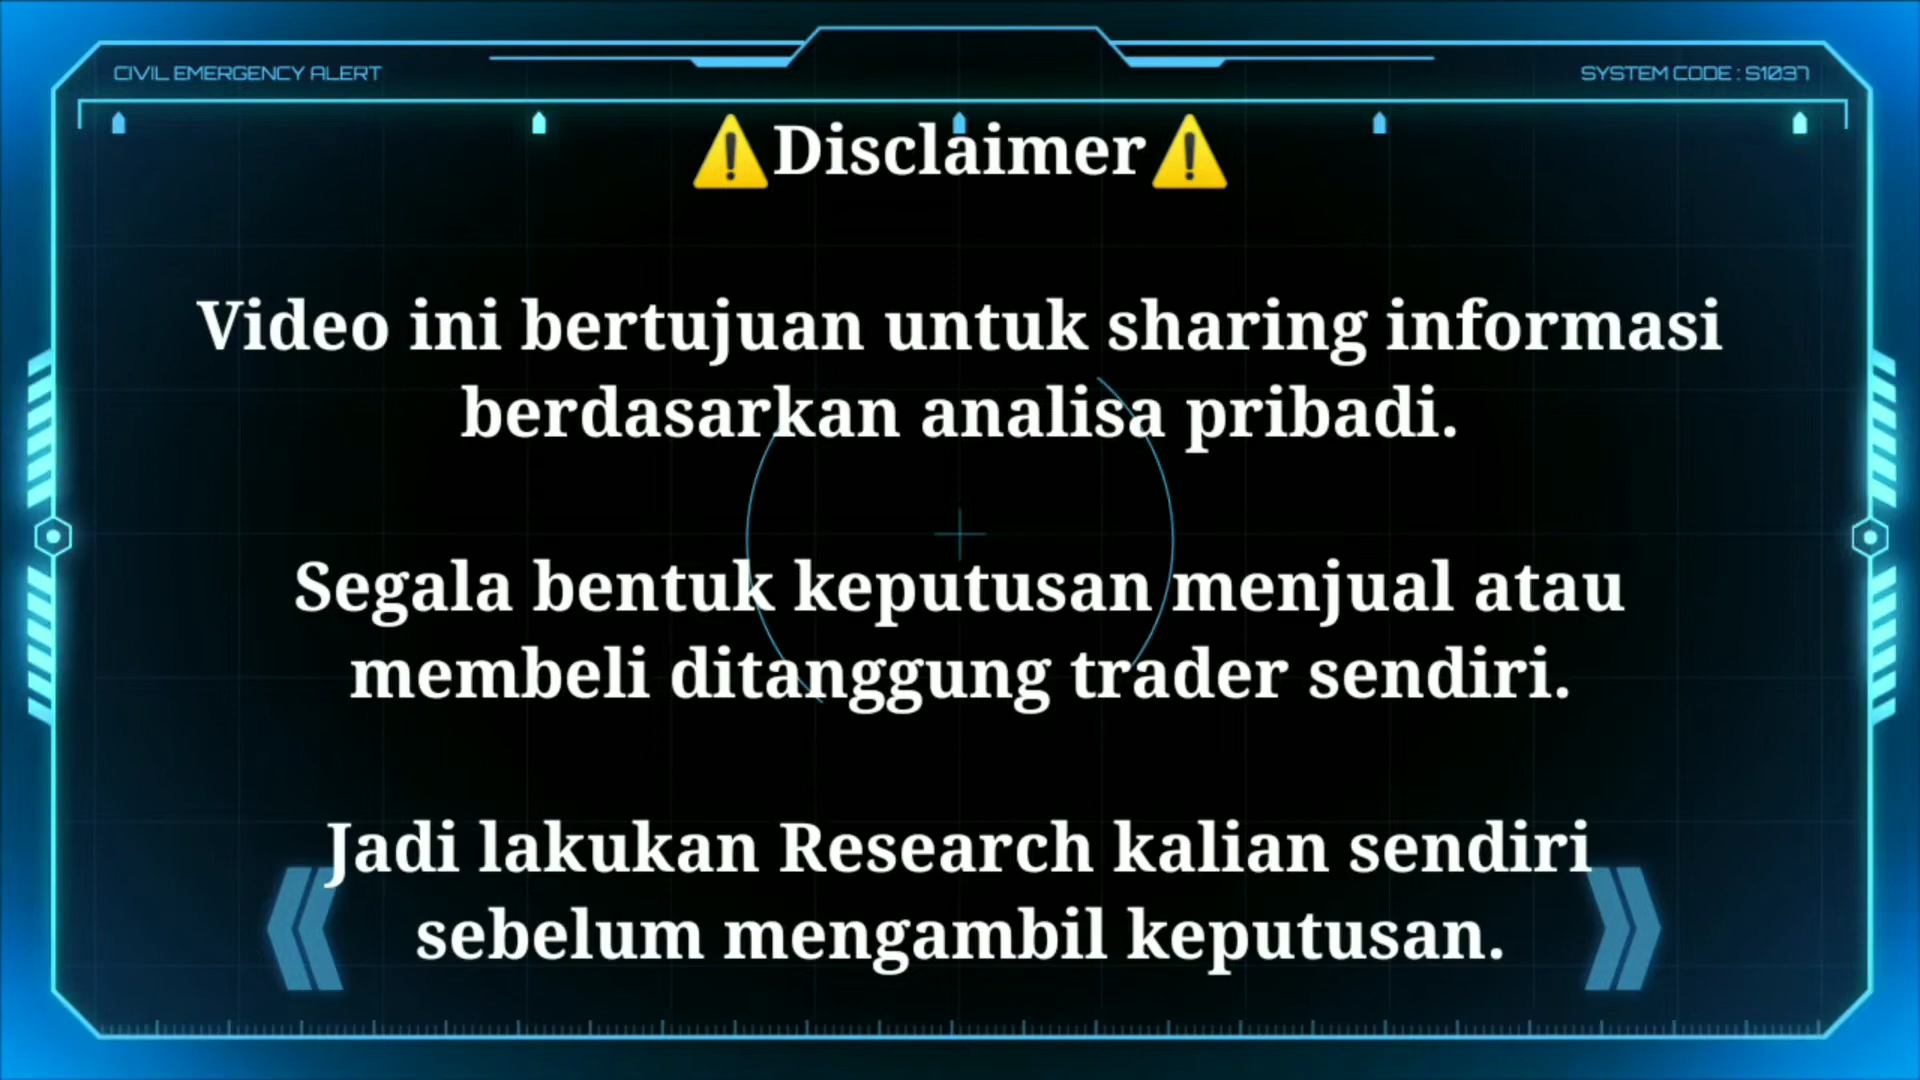 CIVIL EMERGENCY ALERT
SYSTEM CODE : S1037
⚠️Disclaimer⚠️
Video ini bertujuan untuk sharing informasi
berdasarkan analisa pribadi.
Segala bentuk keputusan menjual atau
membeli ditanggung trader sendiri.
Jadi lakukan Research kalian sendiri
sebelum mengambil keputusan.